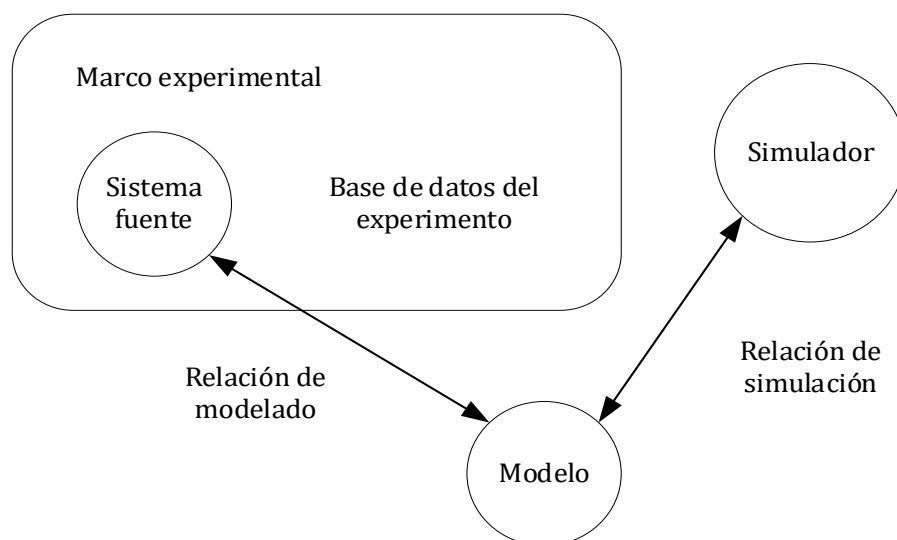 Marco experimental
Simulador
Sistema
fuente
Base de datos del
experimento
Relación de
modelado
Relación de
simulación
Modelo